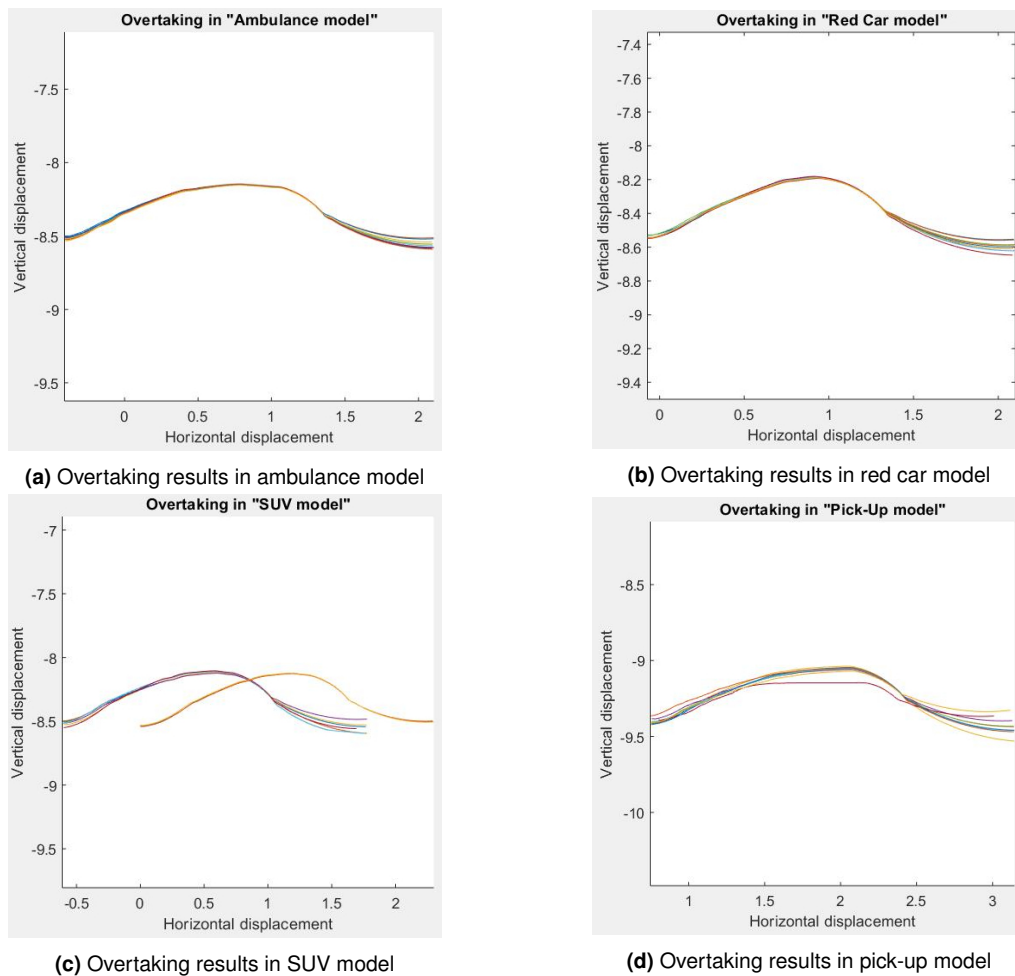 Overtaking in "Ambulance model"
-7.5
-8
-8.5
-9
-9.5
Vertical displacement
0 0.5 1 1.5 2
Horizontal displacement
(a) Overtaking results in ambulance model
Overtaking in "Red Car model"
-7.4
-7.6
-7.8
-8
-8.2
-8.4
-8.6
-8.8
-9
-9.2
-9.4
Vertical displacement
0 0.5 1 1.5 2
Horizontal displacement
(b) Overtaking results in red car model
Overtaking in "SUV model"
-7
-7.5
-8
-8.5
-9
-9.5
Vertical displacement
-0.5 0 0.5 1 1.5 2
Horizontal displacement
(c) Overtaking results in SUV model
Overtaking in "Pick-Up model"
-8.5
-9
-9.5
-10
Vertical displacement
1 1.5 2 2.5 3
Horizontal displacement
(d) Overtaking results in pick-up model